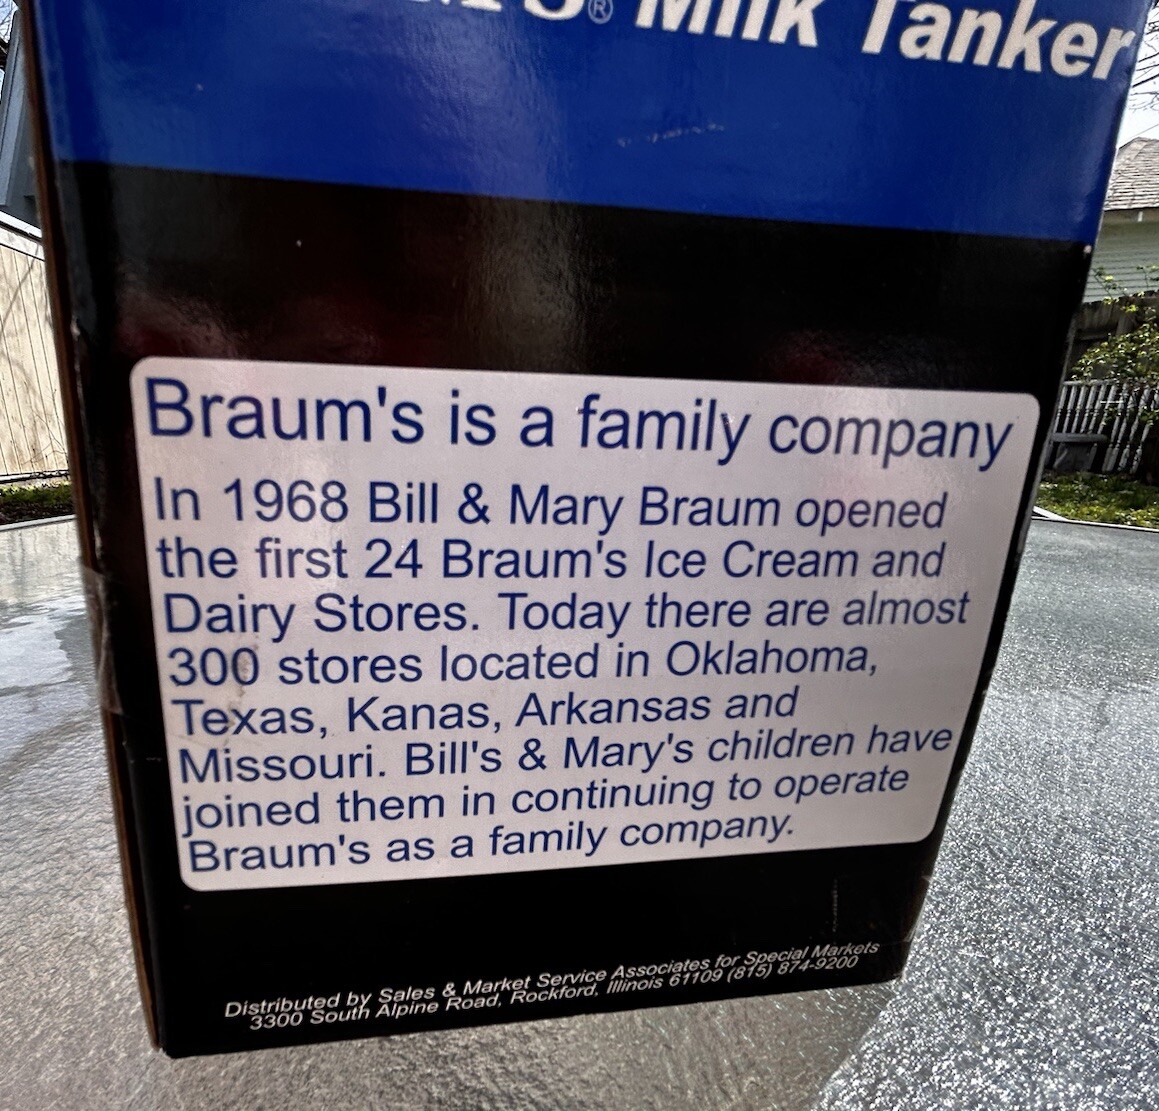 ® Milk Tanker
Braum's is a family company
In 1968 Bill & Mary Braum opened
the first 24 Braum's Ice Cream and
Dairy Stores. Today there are almost
300 stores located in Oklahoma,
Texas, Kanas, Arkansas and
Missouri. Bill's & Mary's children have
joined them in continuing to operate
Braum's as a family company.
Distributed by Sales & Market Service Associates for Special Markets
3300 South Alpine Road, Rockford, Illinois 61109 (815) 874-9200